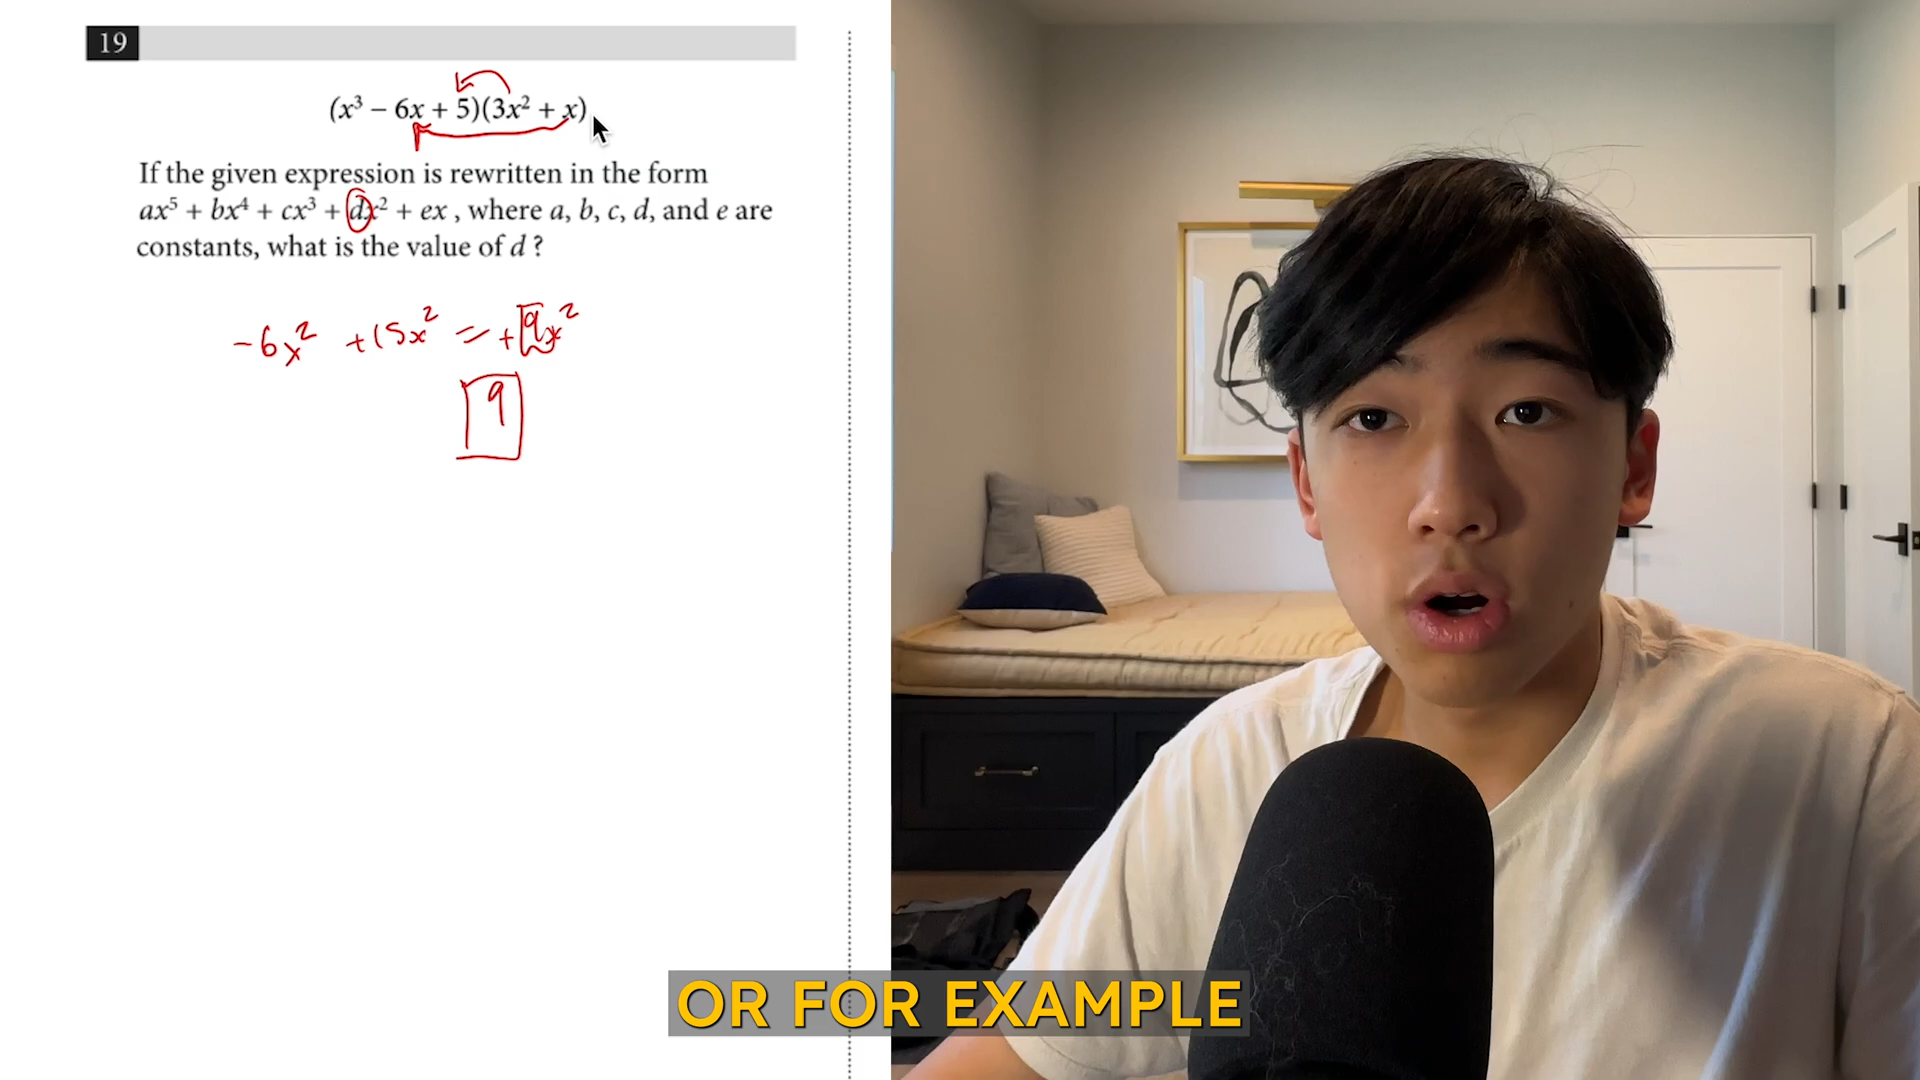 19
(x³ − 6x + 5)(3x² + x)
If the given expression is rewritten in the form
ax⁵ + bx⁴ + cx³ + dx² + ex , where a, b, c, d, and e are
constants, what is the value of d ?
-6x² +15x² = +9x²
9
OR FOR EXAMPLE